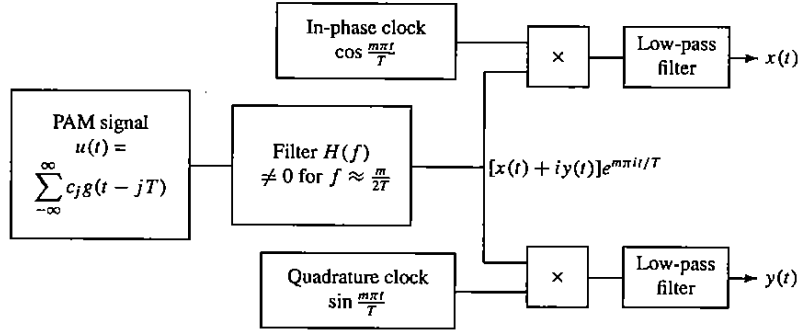 In-phase clock
cos mπt/T
×
Low-pass
filter
x(t)
PAM signal
u(t) =
∞
∑ c_j g(t − jT)
−∞
Filter H(f)
≠ 0 for f ≈ m/2T
[x(t) + iy(t)]e^{mπit/T}
Quadrature clock
sin mπt/T
×
Low-pass
filter
y(t)